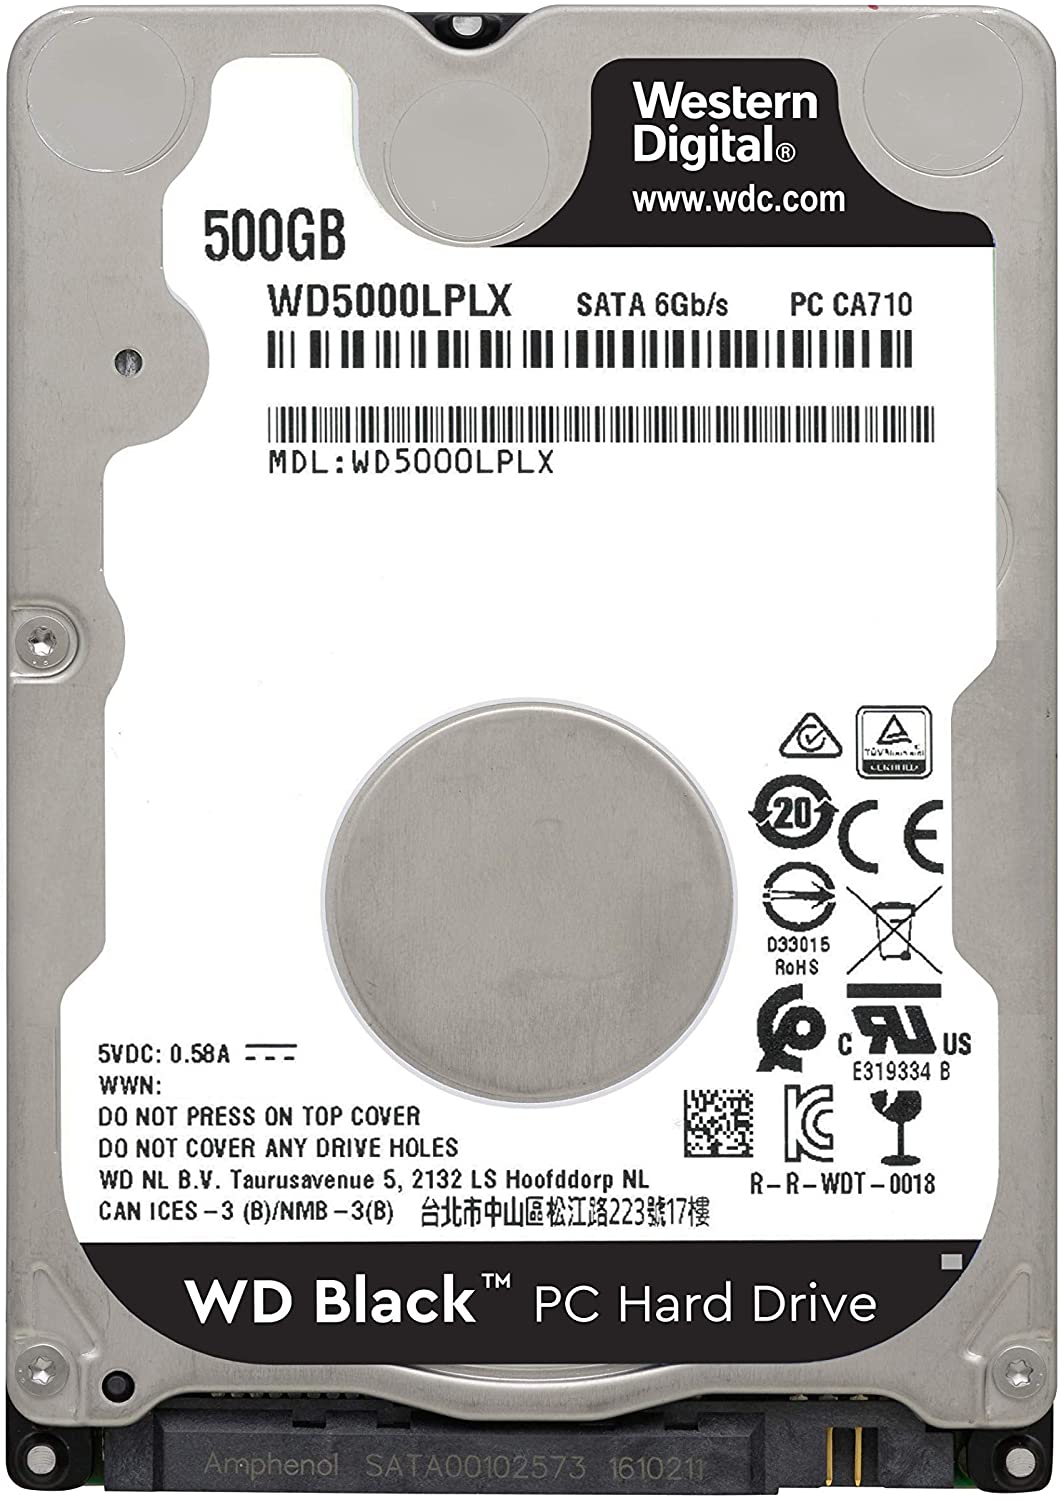 Western
Digital®
www.wdc.com
500GB
WD5000LPLX SATA 6Gb/s PC CA710
MDL:WD5000LPLX
20
CE
D33015
RoHS
C US
E319334 B
5VDC: 0.58A
WWN:
DO NOT PRESS ON TOP COVER
DO NOT COVER ANY DRIVE HOLES
WD NL B.V. Taurusavenue 5, 2132 LS Hoofddorp NL
R-R-WDT-0018
CAN ICES-3 (B)/NMB-3(B) 台北市中山區松江路223號17樓
WD Black™ PC Hard Drive
Amphenol SATA00102573 1610211